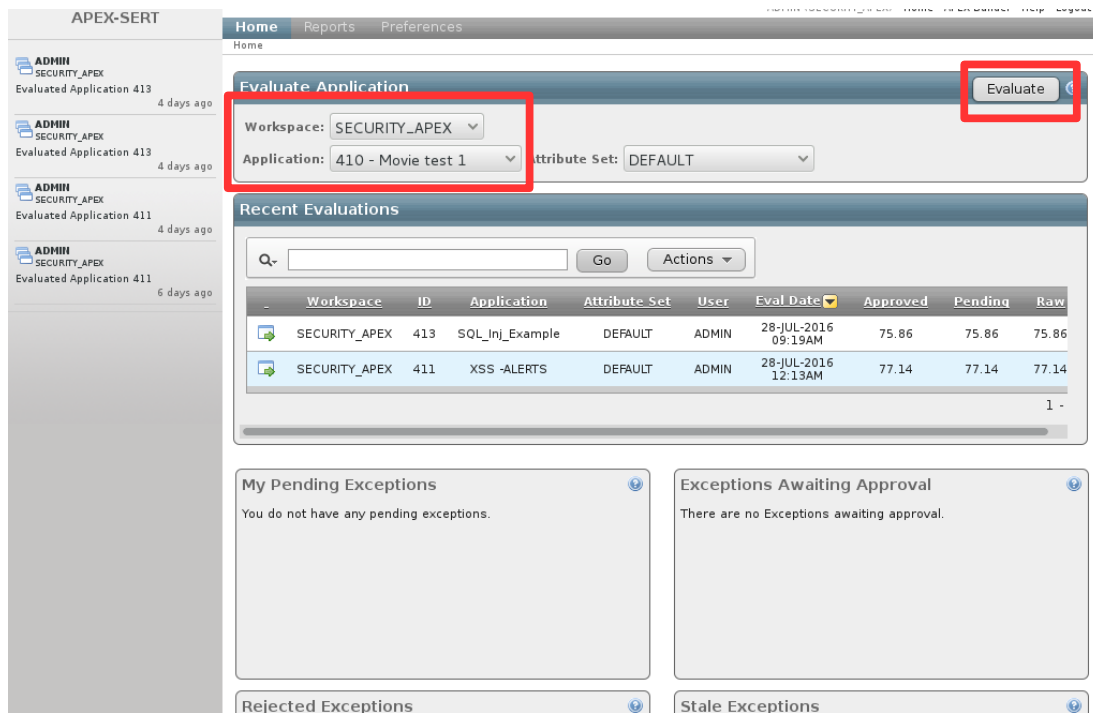 APEX-SERT
ADMIN
SECURITY_APEX
Evaluated Application 413
4 days ago
ADMIN
SECURITY_APEX
Evaluated Application 413
4 days ago
ADMIN
SECURITY_APEX
Evaluated Application 411
4 days ago
ADMIN
SECURITY_APEX
Evaluated Application 411
6 days ago
Home Reports Preferences
Home
Evaluate Application Evaluate
Workspace: SECURITY_APEX
Application: 410 - Movie test 1 Attribute Set: DEFAULT
Recent Evaluations
Go Actions
Workspace ID Application Attribute Set User Eval Date Approved Pending Raw
SECURITY_APEX 413 SQL_Inj_Example DEFAULT ADMIN 28-JUL-2016 09:19AM 75.86 75.86 75.86
SECURITY_APEX 411 XSS -ALERTS DEFAULT ADMIN 28-JUL-2016 12:13AM 77.14 77.14 77.14
1 -
My Pending Exceptions
You do not have any pending exceptions.
Exceptions Awaiting Approval
There are no Exceptions awaiting approval.
Rejected Exceptions
Stale Exceptions